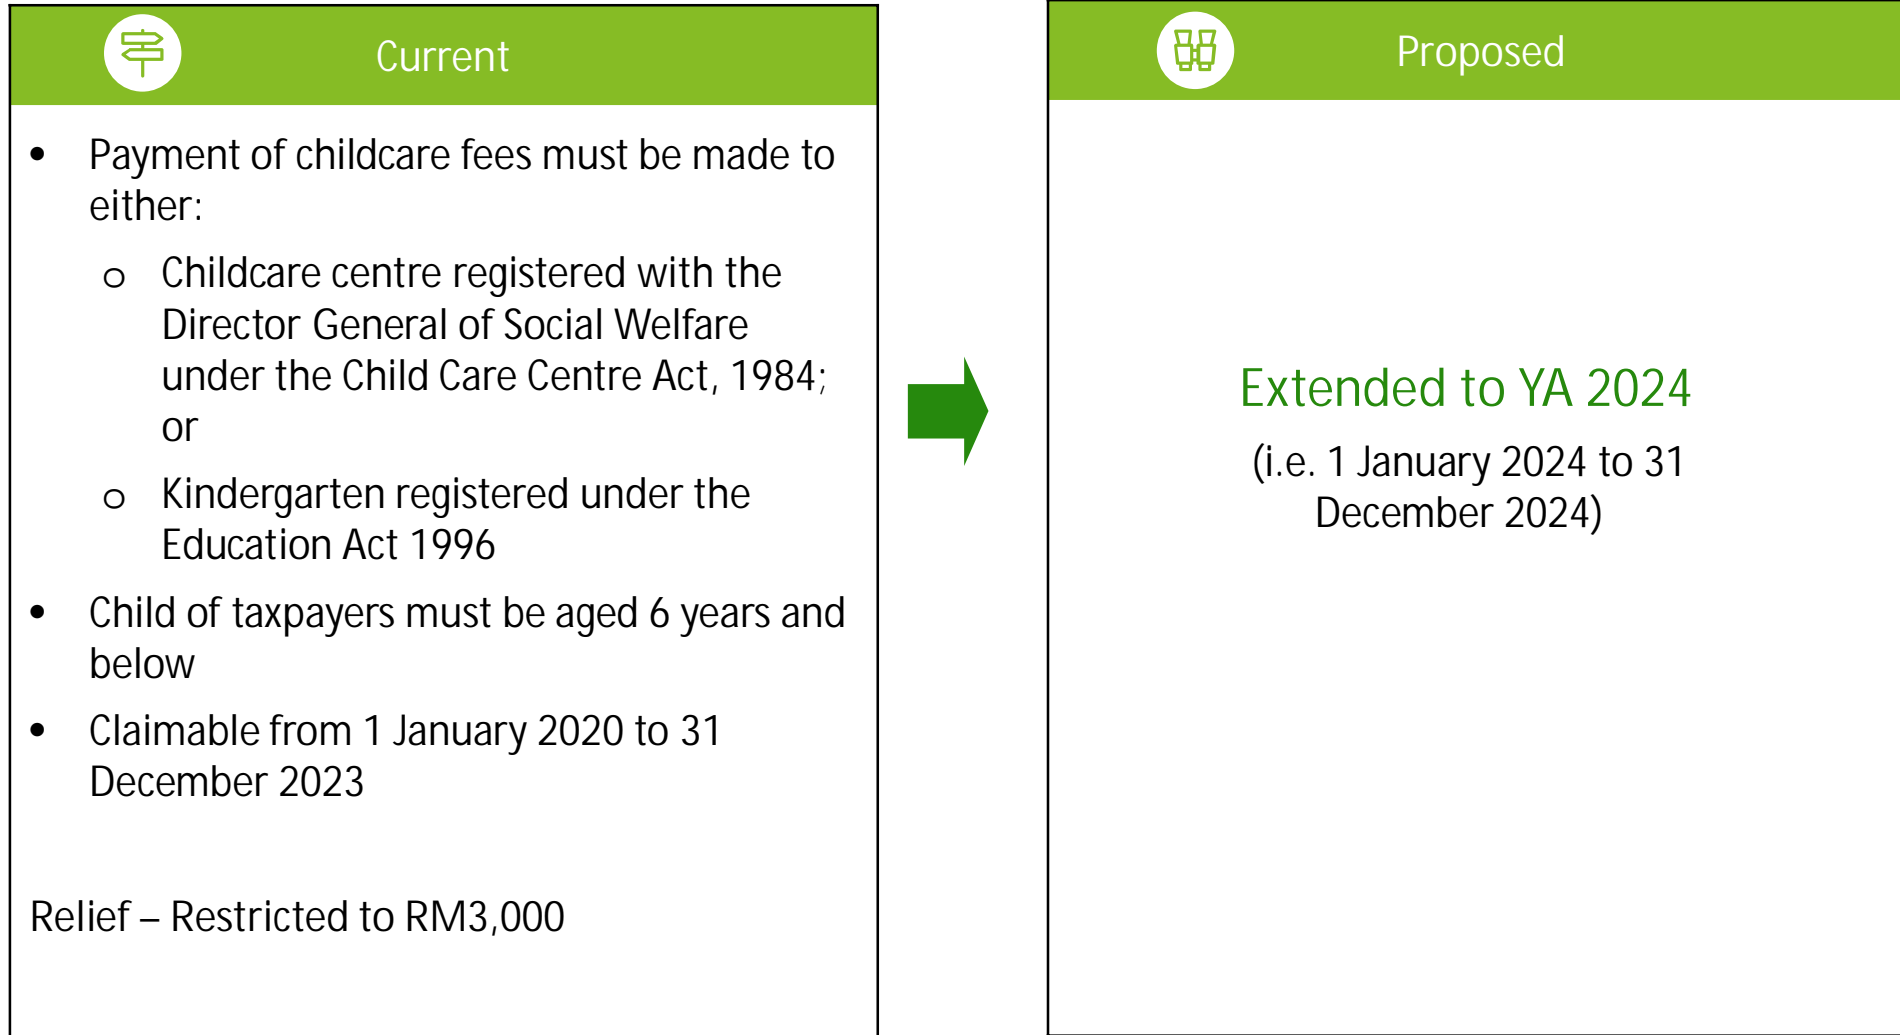 Current
• Payment of childcare fees must be made to
either:
o Childcare centre registered with the
Director General of Social Welfare
under the Child Care Centre Act, 1984;
or
o Kindergarten registered under the
Education Act 1996
• Child of taxpayers must be aged 6 years and
below
• Claimable from 1 January 2020 to 31
December 2023
Relief – Restricted to RM3,000
Proposed
Extended to YA 2024
(i.e. 1 January 2024 to 31
December 2024)